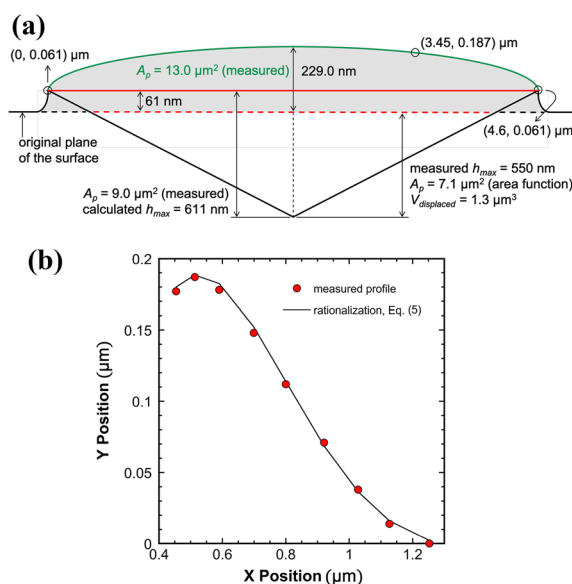 (a)
(0, 0.061) µm
(3.45, 0.187) µm
Ap = 13.0 µm² (measured)
229.0 nm
61 nm
(4.6, 0.061) µm
original plane
of the surface
Ap = 9.0 µm² (measured)
calculated hmax = 611 nm
measured hmax = 550 nm
Ap = 7.1 µm² (area function)
Vdisplaced = 1.3 µm³
(b)
0.2
measured profile
rationalization, Eq. (5)
0.15
0.1
0.05
0
Y Position (µm)
0.4 0.6 0.8 1 1.2
X Position (µm)